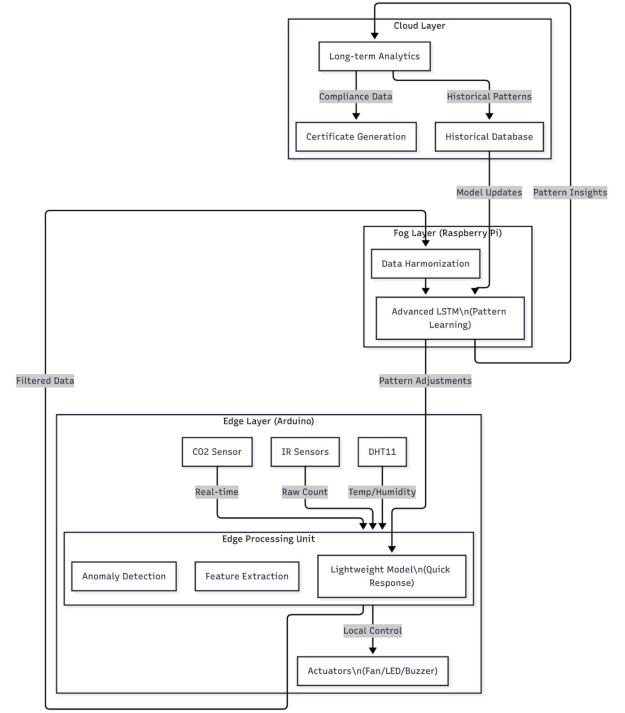 Cloud Layer
Long-term Analytics
Compliance Data
Historical Patterns
Certificate Generation
Historical Database
Model Updates
Pattern Insights
Fog Layer (Raspberry Pi)
Data Harmonization
Advanced LSTM\n(Pattern
Learning)
Filtered Data
Pattern Adjustments
Edge Layer (Arduino)
CO2 Sensor
IR Sensors
DHT11
Real-time
Raw Count
Temp/Humidity
Edge Processing Unit
Anomaly Detection
Feature Extraction
Lightweight Model\n(Quick
Response)
Local Control
Actuators\n(Fan/LED/Buzzer)